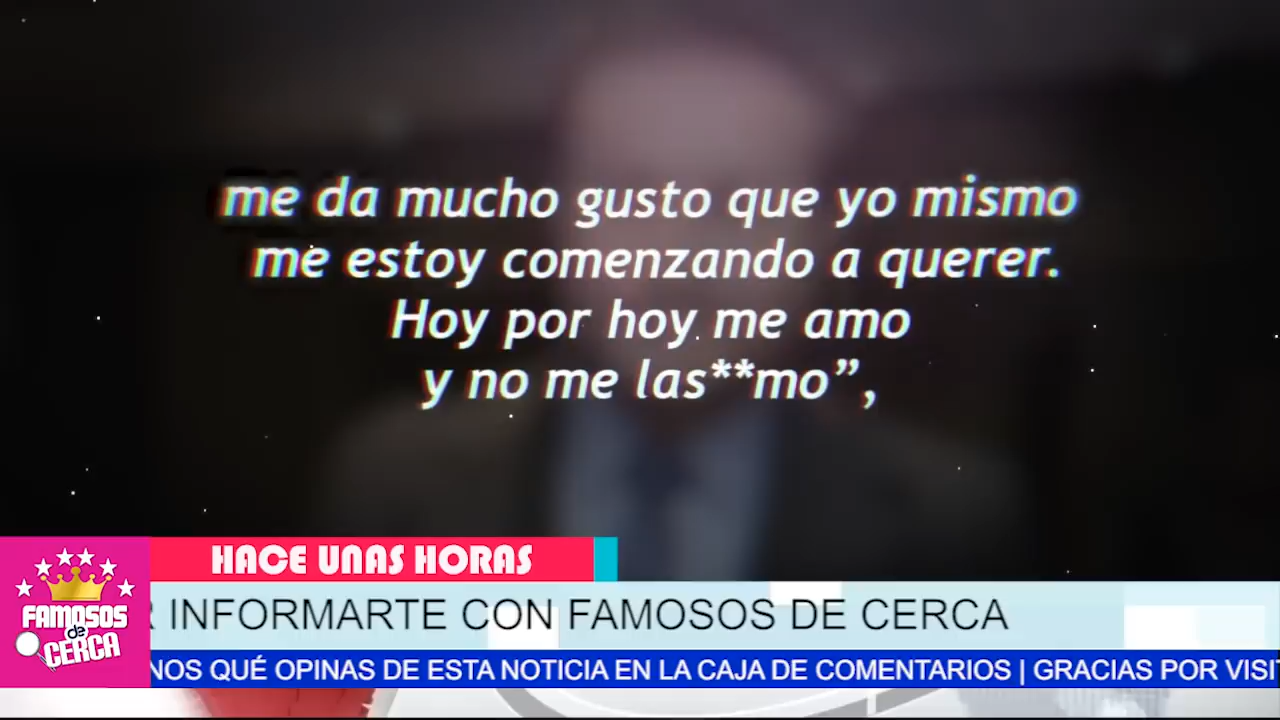 me da mucho gusto que yo mismo
me estoy comenzando a querer.
Hoy por hoy me amo
y no me las**mo”,
HACE UNAS HORAS
INFORMARTE CON FAMOSOS DE CERCA
FAMOSOS
de
CERCA
NOS QUÉ OPINAS DE ESTA NOTICIA EN LA CAJA DE COMENTARIOS | GRACIAS POR VISI